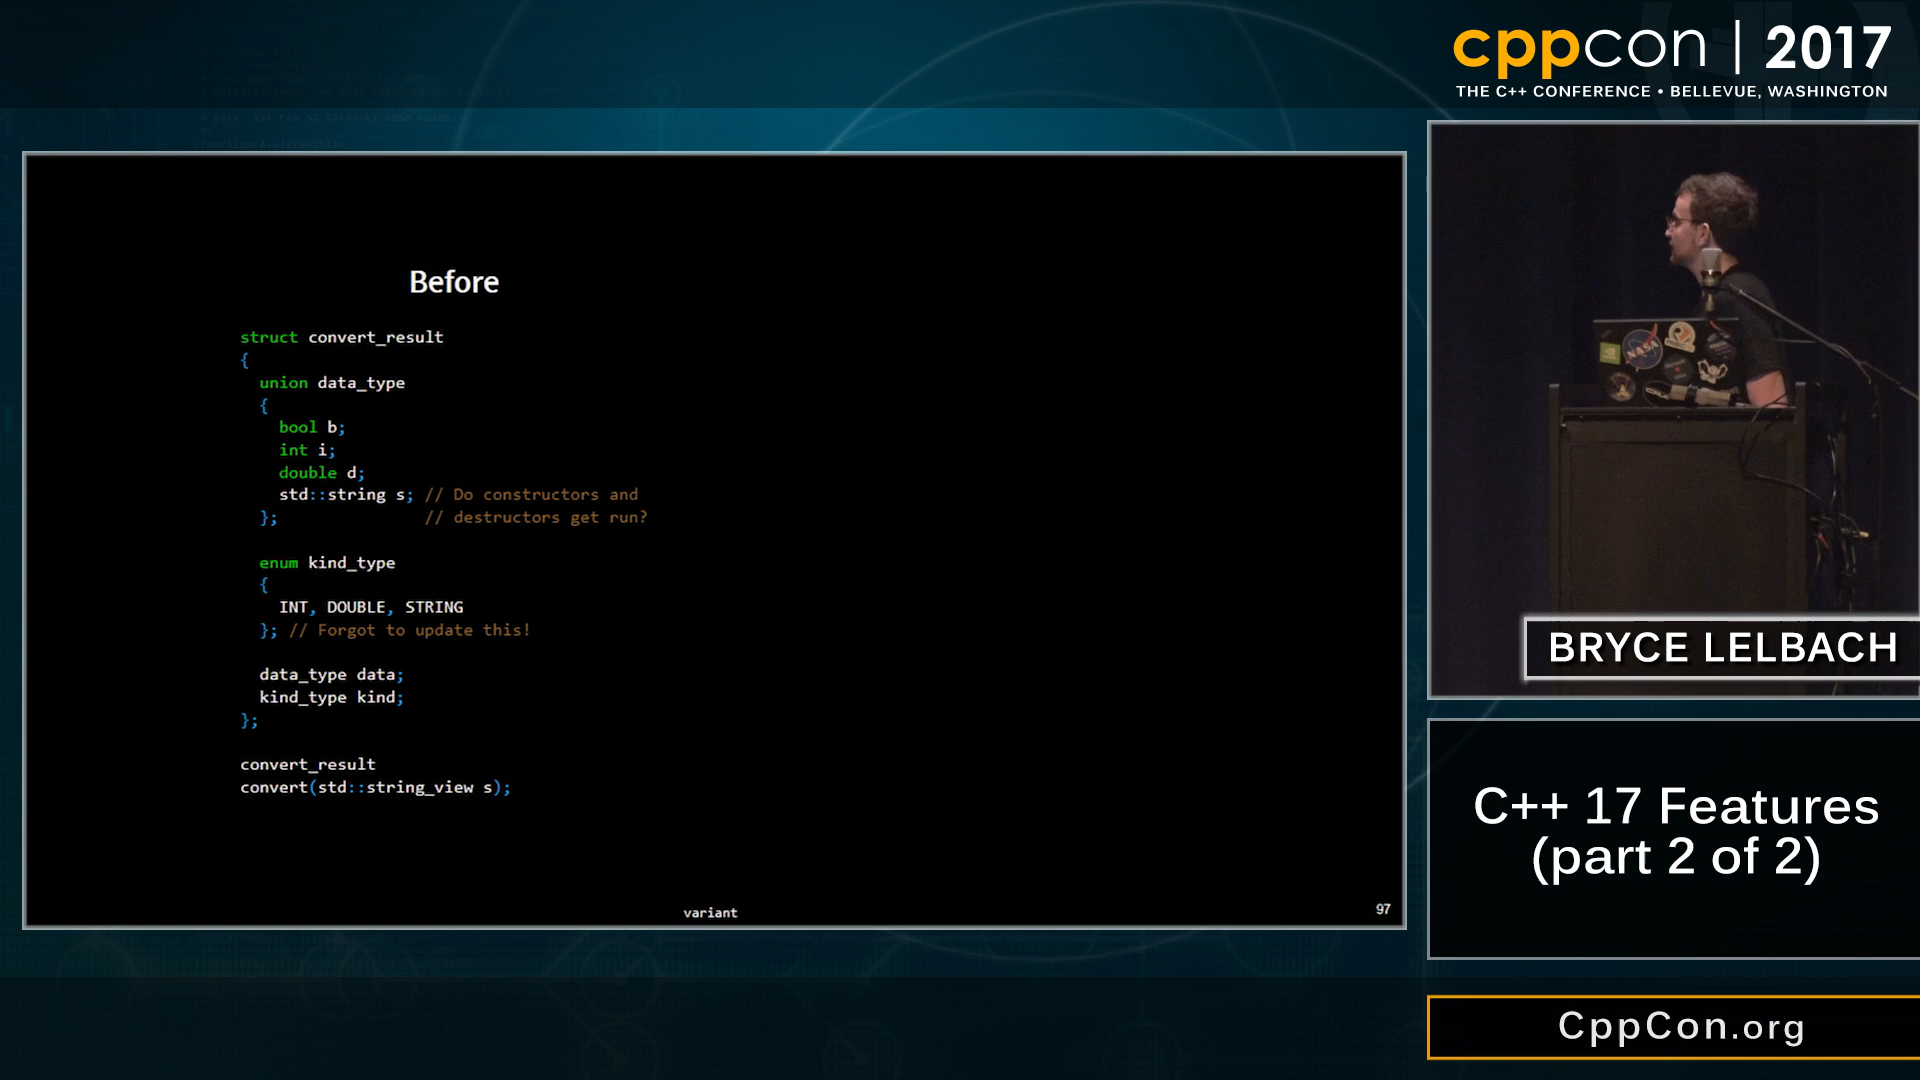 cppcon | 2017
THE C++ CONFERENCE • BELLEVUE, WASHINGTON
Before
struct convert_result
{
  union data_type
  {
    bool b;
    int i;
    double d;
    std::string s; // Do constructors and
  };               // destructors get run?

  enum kind_type
  {
    INT, DOUBLE, STRING
  }; // Forgot to update this!

  data_type data;
  kind_type kind;
};

convert_result
convert(std::string_view s);
variant
97
NASA
BRYCE LELBACH
C++ 17 Features
(part 2 of 2)
CppCon.org